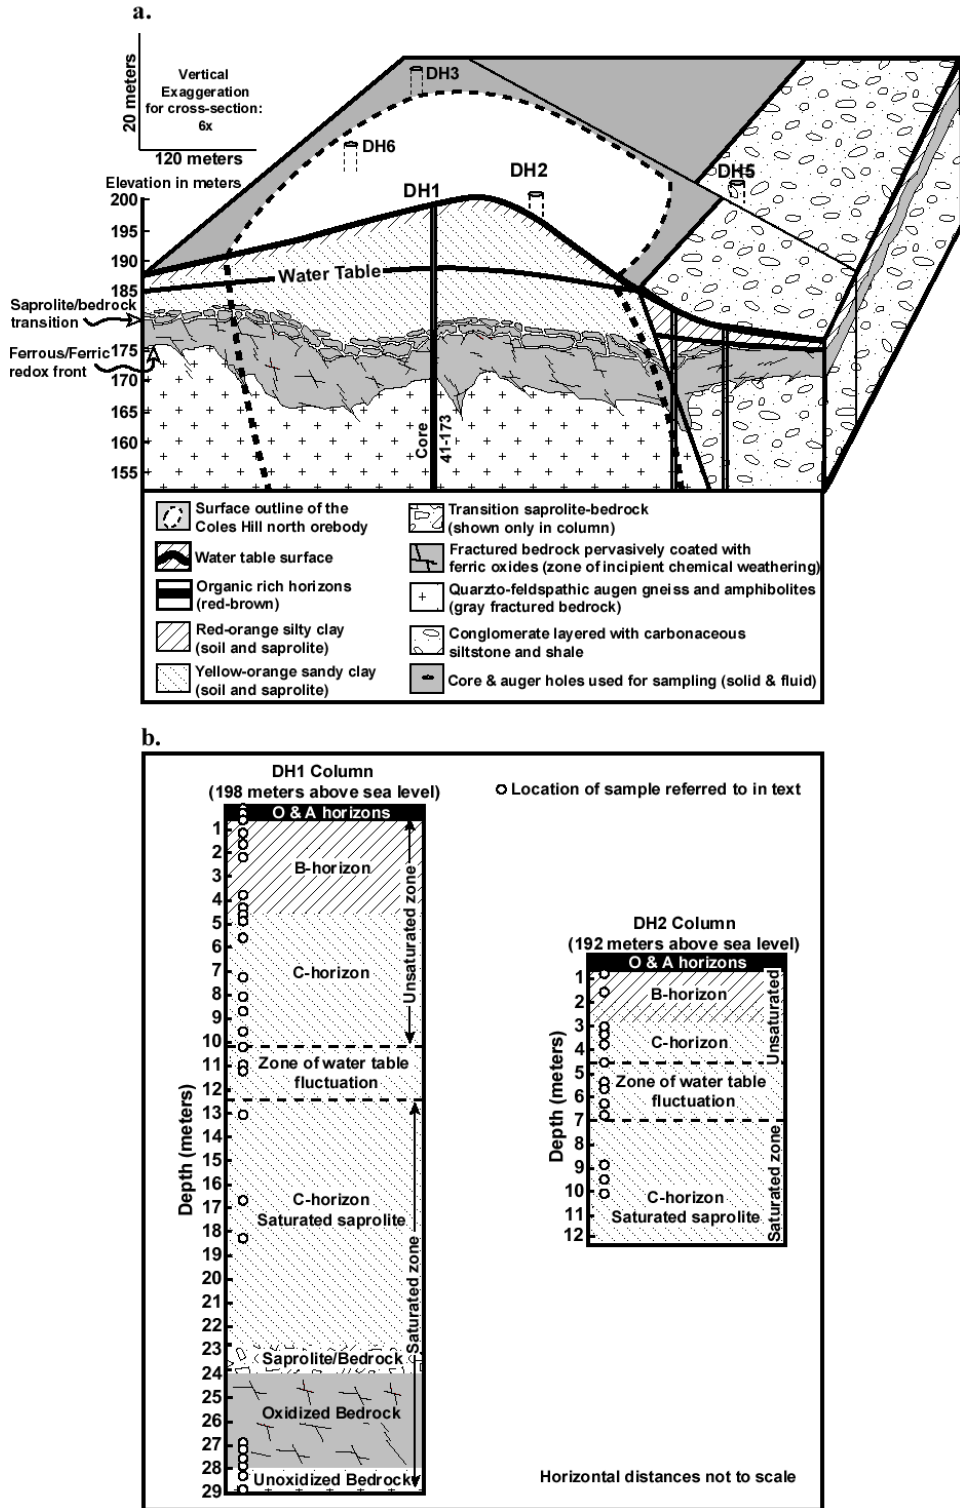 a.
20 meters
Vertical
Exaggeration
for cross-section:
6x
120 meters
Elevation in meters
DH3
DH6
DH1
DH2
DH5
200
195
190
185
175
170
165
160
155
Water Table
Saprolite/bedrock
transition
Ferrous/Ferric
redox front
Core
41-173
Surface outline of the
Coles Hill north orebody
Water table surface
Organic rich horizons
(red-brown)
Red-orange silty clay
(soil and saprolite)
Yellow-orange sandy clay
(soil and saprolite)
Transition saprolite-bedrock
(shown only in column)
Fractured bedrock pervasively coated with
ferric oxides (zone of incipient chemical weathering)
Quarzto-feldspathic augen gneiss and amphibolites
(gray fractured bedrock)
Conglomerate layered with carbonaceous
siltstone and shale
Core & auger holes used for sampling (solid & fluid)
b.
DH1 Column
(198 meters above sea level)
Location of sample referred to in text
O & A horizons
B-horizon
C-horizon
Unsaturated zone
Zone of water table
fluctuation
C-horizon
Saturated saprolite
Saturated zone
Saprolite/Bedrock
Oxidized Bedrock
Unoxidized Bedrock
Depth (meters)
1
2
3
4
5
6
7
8
9
10
11
12
13
14
15
16
17
18
19
20
21
22
23
24
25
26
27
28
29
DH2 Column
(192 meters above sea level)
O & A horizons
B-horizon
C-horizon
Unsaturated
Zone of water table
fluctuation
C-horizon
Saturated saprolite
Saturated zone
Depth (meters)
1
2
3
4
5
6
7
8
9
10
11
12
Horizontal distances not to scale